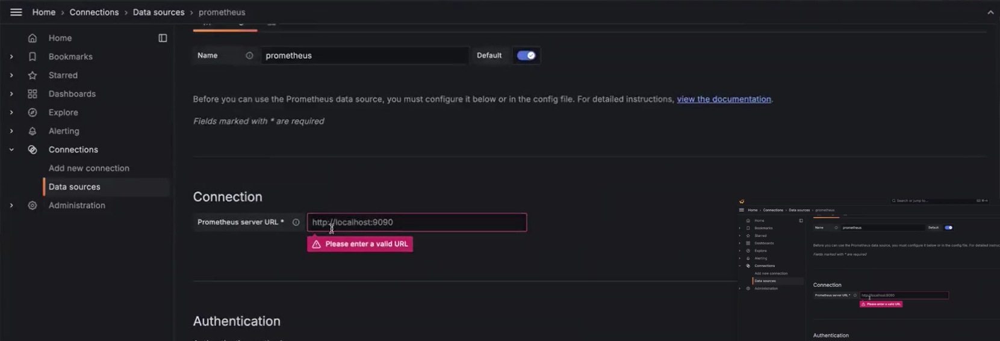 Home › Connections › Data sources › prometheus
Home
Bookmarks
Starred
Dashboards
Explore
Alerting
Connections
Add new connection
Data sources
Administration
Name
prometheus
Default
Before you can use the Prometheus data source, you must configure it below or in the config file. For detailed instructions, view the documentation.
Fields marked with * are required
Connection
Prometheus server URL *
http://localhost:9090
Please enter a valid URL
Authentication
Search or jump to...
⌘+k
Home › Connections › Data sources › prometheus
Home
Bookmarks
Starred
Dashboards
Explore
Alerting
Connections
Add new connection
Data sources
Administration
Name
prometheus
Default
Before you can use the Prometheus data source, you must configure it below or in the config file. For detailed
Fields marked with * are required
Connection
Prometheus server URL *
http://localhost:9090
Please enter a valid URL
Authentication